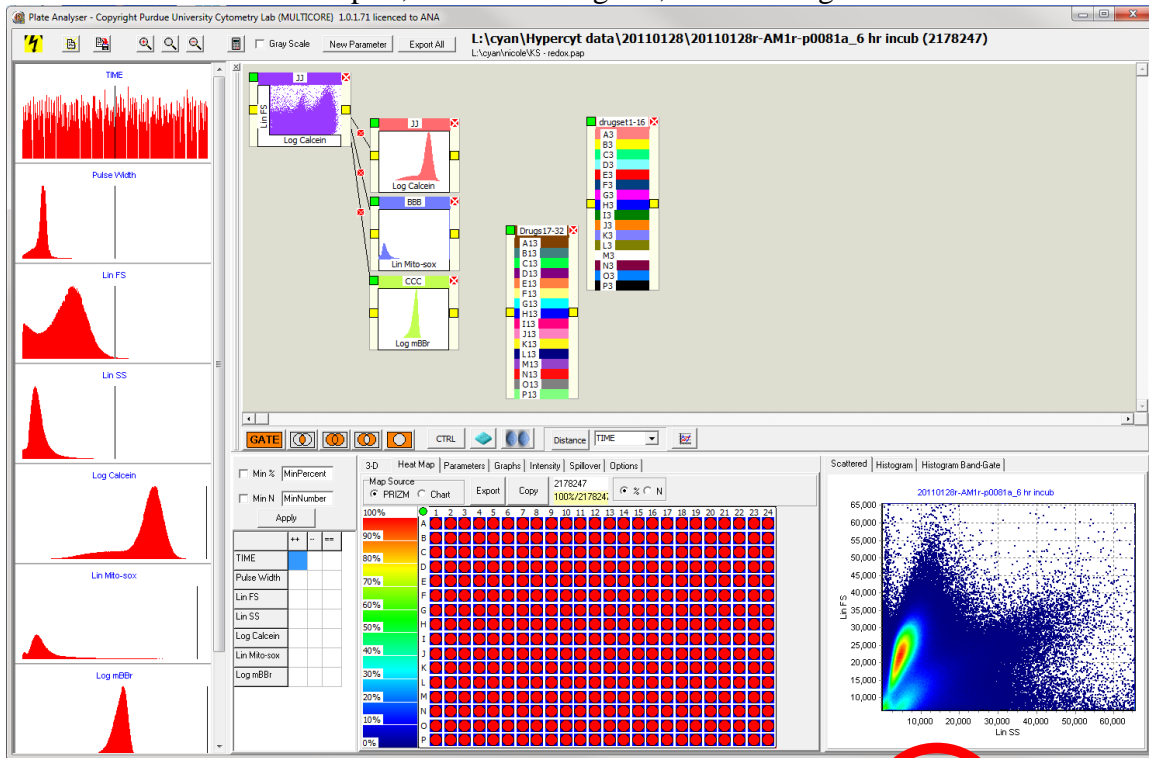 Plate Analyser - Copyright Purdue University Cytometry Lab (MULTICORE) 1.0.1.71 licenced to ANA
Gray Scale
New Parameter
Export All
L:\cyan\Hypercyt data\20110128\20110128r-AM1r-p0081a_6 hr incub (2178247)
L:\cyan\nicole\KS - redox.pap
TIME
Pulse Width
Lin FS
Lin SS
Log Calcein
Lin Mito-sox
Log mBBr
JJ
Lin FS
Log Calcein
JJ
Log Calcein
BBB
Lin Mito-sox
CCC
Log mBBr
Drugs17-32
A13
B13
C13
D13
E13
F13
G13
H13
I13
J13
K13
L13
M13
N13
O13
P13
drugset1-16
A3
B3
C3
D3
E3
F3
G3
H3
I3
J3
K3
L3
M3
N3
O3
P3
GATE
CTRL
Distance
TIME
Min % MinPercent
Min N MinNumber
Apply
++ -- ==
TIME
Pulse Width
Lin FS
Lin SS
Log Calcein
Lin Mito-sox
Log mBBr
3-D Heat Map Parameters Graphs Intensity Spillover Options
Map Source
PRIZM Chart
Export
Copy
2178247
100%/217824
% N
100%
90%
80%
70%
60%
50%
40%
30%
20%
10%
0%
1 2 3 4 5 6 7 8 9 10 11 12 13 14 15 16 17 18 19 20 21 22 23 24
A
B
C
D
E
F
G
H
I
J
K
L
M
N
O
P
Scattered Histogram Histogram Band-Gate
20110128r-AM1r-p0081a_6 hr incub
65,000
60,000
55,000
50,000
45,000
40,000
35,000
30,000
25,000
20,000
15,000
10,000
Lin FS
10,000 20,000 30,000 40,000 50,000 60,000
Lin SS